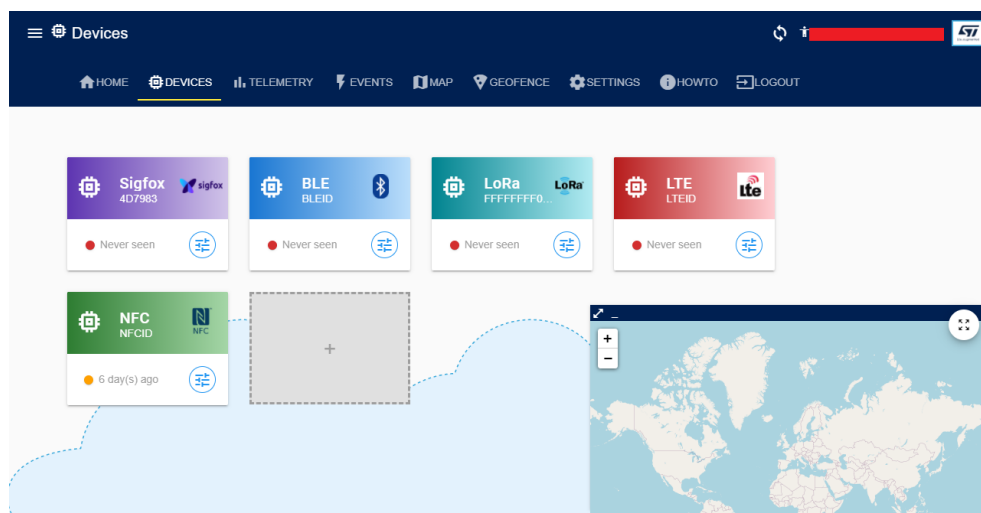 Devices
HOME DEVICES TELEMETRY EVENTS MAP GEOFENCE SETTINGS HOWTO LOGOUT
Sigfox sigfox
4D7983
Never seen
BLE
BLEID
Never seen
LoRa LoRa
FFFFFFFF0...
Never seen
LTE lte
LTEID
Never seen
NFC NFC
NFCID
6 day(s) ago
+
+
−